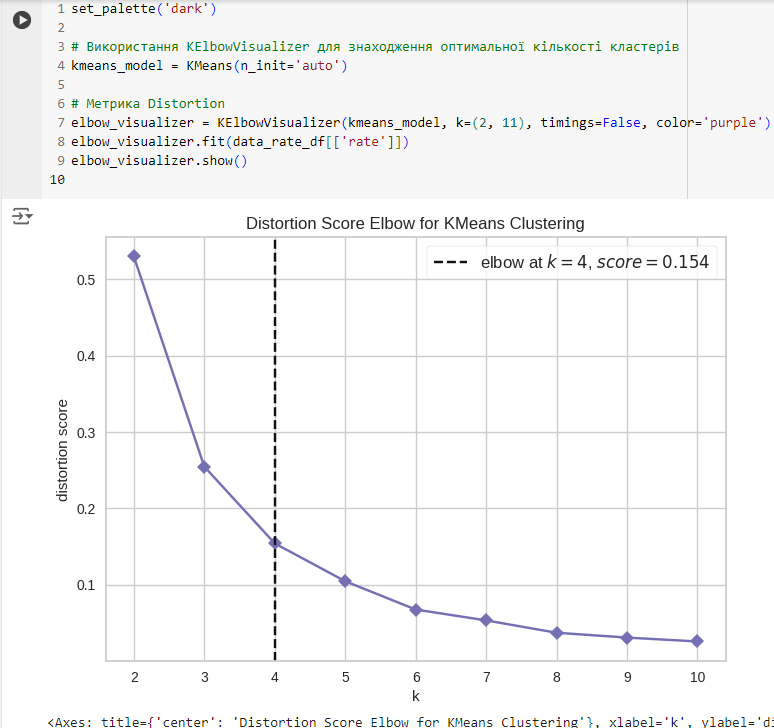 1 set_palette('dark')
2
3 # Використання KElbowVisualizer для знаходження оптимальної кількості кластерів
4 kmeans_model = KMeans(n_init='auto')
5
6 # Метрика Distortion
7 elbow_visualizer = KElbowVisualizer(kmeans_model, k=(2, 11), timings=False, color='purple')
8 elbow_visualizer.fit(data_rate_df[['rate']])
9 elbow_visualizer.show()
10
Distortion Score Elbow for KMeans Clustering
elbow at k = 4, score = 0.154
0.5
0.4
0.3
0.2
0.1
distortion score
2 3 4 5 6 7 8 9 10
k
<Axes: title={'center': 'Distortion Score Elbow for KMeans Clustering'}, xlabel='k', ylabel='di